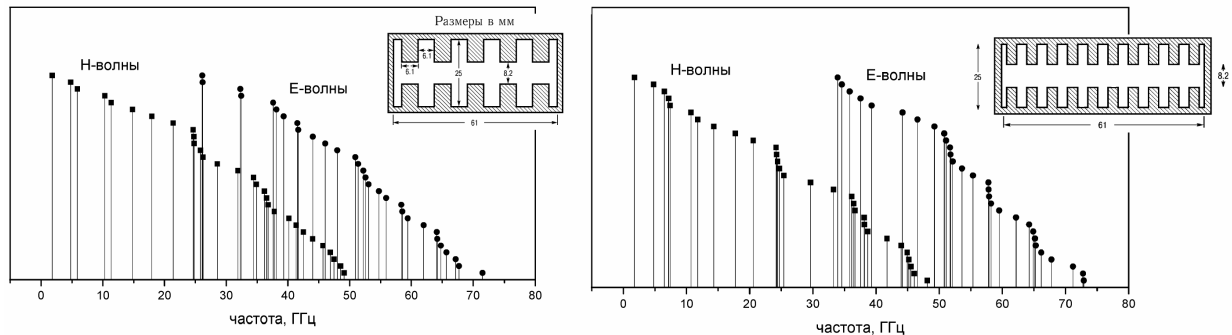 Размеры в мм
6.1
6.1
25
8.2
61
Н-волны
Е-волны
0 10 20 30 40 50 60 70 80
частота, ГГц
Н-волны
Е-волны
25
8.2
61
0 10 20 30 40 50 60 70 80
частота, ГГц